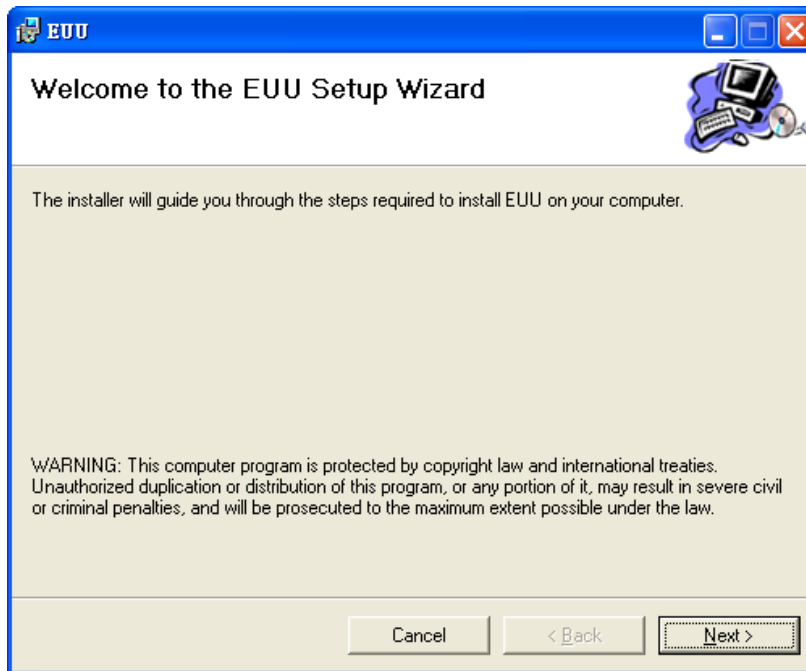 EUU
Welcome to the EUU Setup Wizard
The installer will guide you through the steps required to install EUU on your computer.
WARNING: This computer program is protected by copyright law and international treaties.
Unauthorized duplication or distribution of this program, or any portion of it, may result in severe civil
or criminal penalties, and will be prosecuted to the maximum extent possible under the law.
Cancel
< Back
Next >